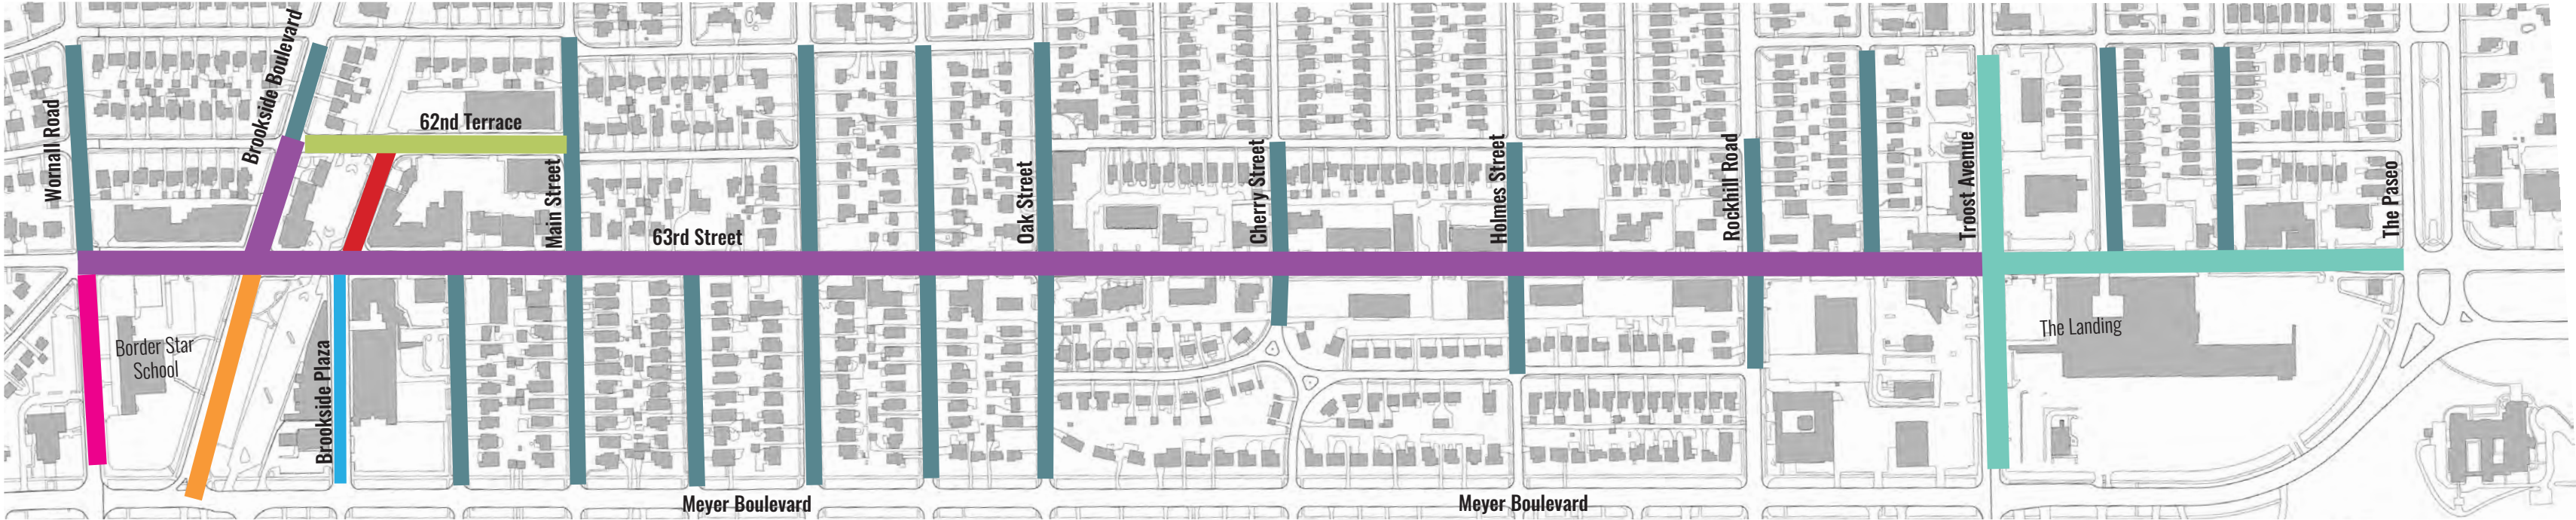 Wornall Road
Brookside Boulevard
62nd Terrace
Main Street
63rd Street
Oak Street
Cherry Street
Holmes Street
Rockhill Road
Troost Avenue
The Paseo
Border Star
School
Brookside Plaza
The Landing
Meyer Boulevard
Meyer Boulevard